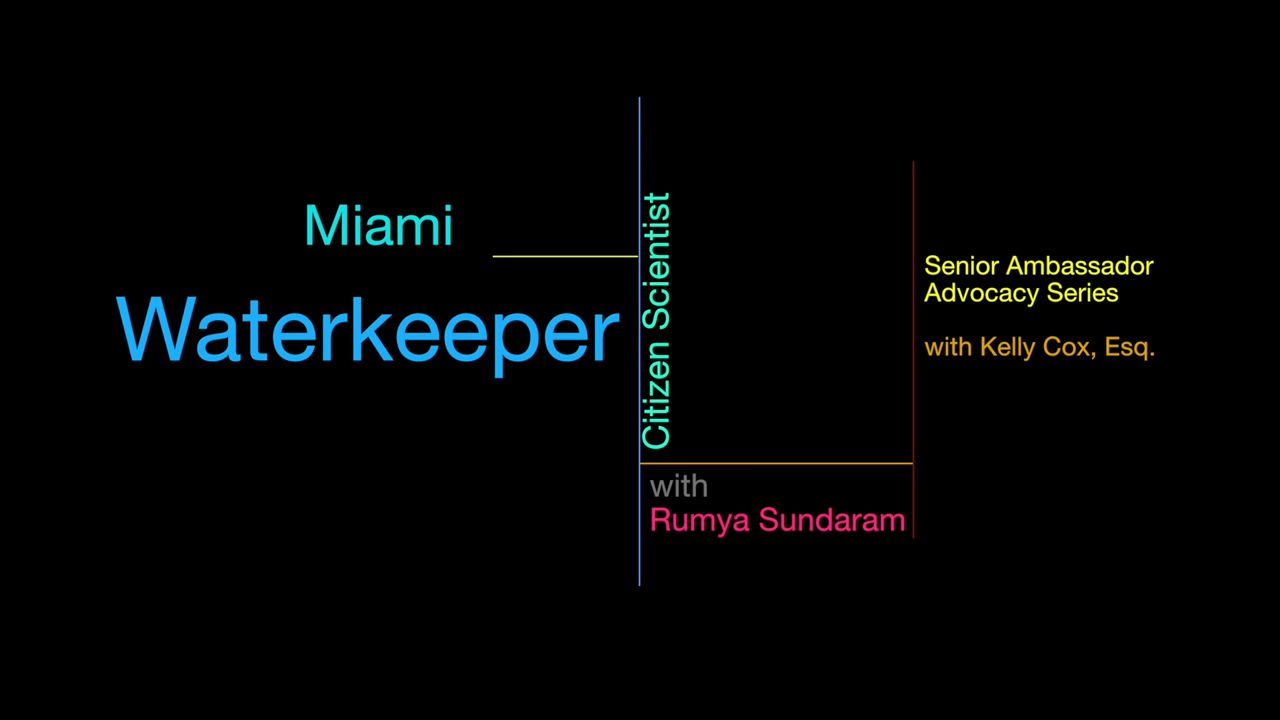 Miami
Waterkeeper
Citizen Scientist
with
Rumya Sundaram
Senior Ambassador
Advocacy Series
with Kelly Cox, Esq.